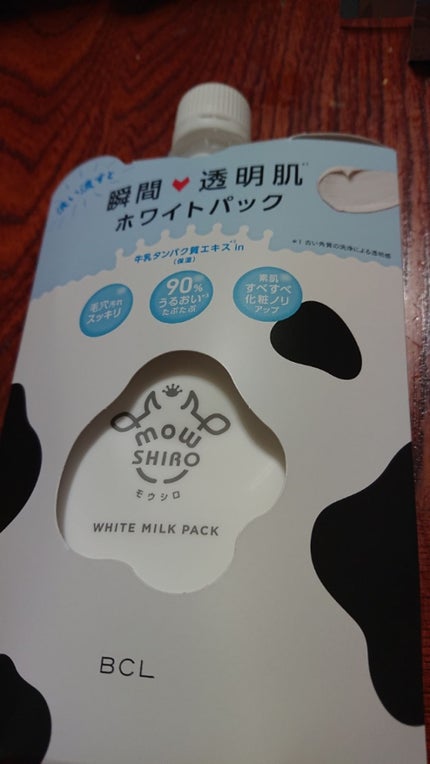 洗い流すと
瞬間♥透明肌*1
ホワイトパック
*1 古い角質の洗浄による透明感
牛乳タンパク質エキス*2in
(保湿)
毛穴汚れ
スッキリ
90%
うるおい*3
たぷたぷ
素肌
すべすべ
化粧ノリ
アップ
mow
SHIRO
モウシロ
WHITE MILK PACK
BCL